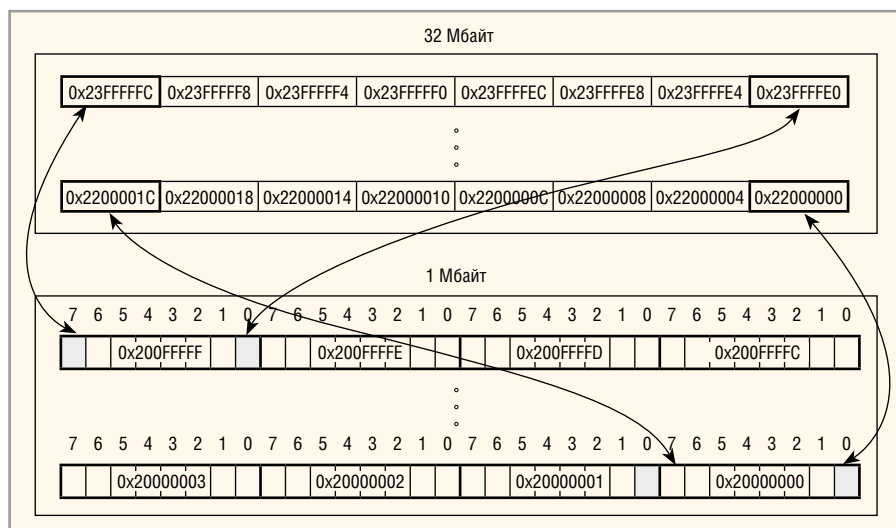 32 Мбайт
0x23FFFFFC 0x23FFFFF8 0x23FFFFF4 0x23FFFFF0 0x23FFFFEC 0x23FFFFE8 0x23FFFFE4 0x23FFFFE0
0x2200001C 0x22000018 0x22000014 0x22000010 0x2200000C 0x22000008 0x22000004 0x22000000
1 Мбайт
7 6 5 4 3 2 1 0 7 6 5 4 3 2 1 0 7 6 5 4 3 2 1 0 7 6 5 4 3 2 1 0
0x200FFFFF 0x200FFFFE 0x200FFFFD 0x200FFFFC
7 6 5 4 3 2 1 0 7 6 5 4 3 2 1 0 7 6 5 4 3 2 1 0 7 6 5 4 3 2 1 0
0x20000003 0x20000002 0x20000001 0x20000000